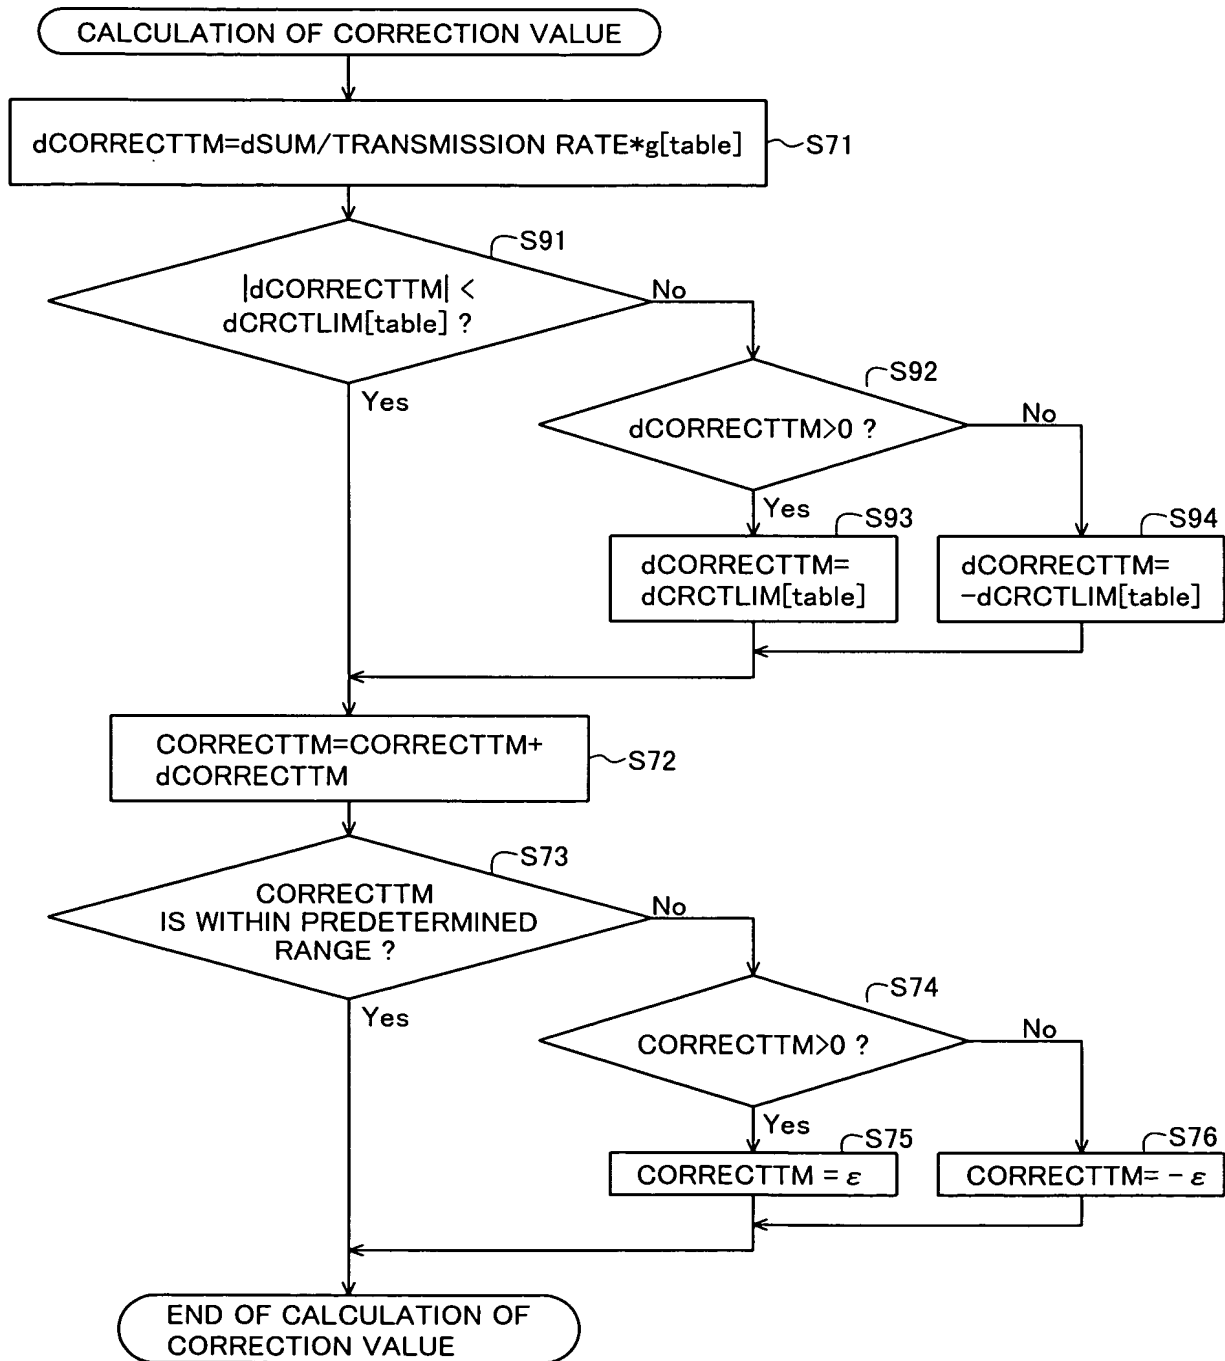 CALCULATION OF CORRECTION VALUE
dCORRECTTM=dSUM/TRANSMISSION RATE*g[table]
S71
S91
|dCORRECTTM| <
dCRCTLIM[table] ?
No
Yes
S92
dCORRECTTM>0 ?
No
Yes
S93
dCORRECTTM=
dCRCTLIM[table]
S94
dCORRECTTM=
-dCRCTLIM[table]
CORRECTTM=CORRECTTM+
dCORRECTTM
S72
S73
CORRECTTM
IS WITHIN PREDETERMINED
RANGE ?
No
Yes
S74
CORRECTTM>0 ?
No
Yes
S75
CORRECTTM = ε
S76
CORRECTTM= - ε
END OF CALCULATION OF
CORRECTION VALUE